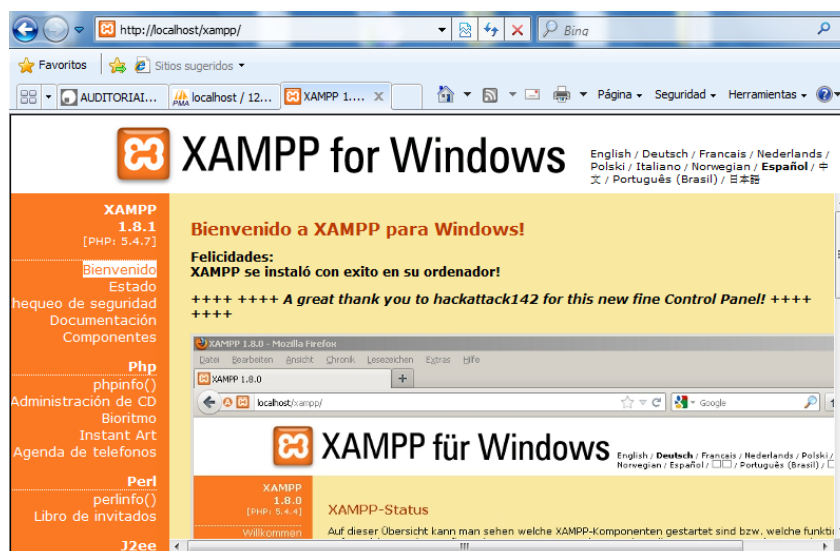 http://localhost/xampp/
Bing
Favoritos
Sitios sugeridos
AUDITORIAI...
PMA localhost / 12...
XAMPP 1....
Página
Seguridad
Herramientas
XAMPP for Windows
English / Deutsch / Francais / Nederlands /
Polski / Italiano / Norwegian / Español / 中
文 / Português (Brasil) / 日本語
XAMPP
1.8.1
[PHP: 5.4.7]
Bienvenido
Estado
hequeo de seguridad
Documentación
Componentes
Php
phpinfo()
Administración de CD
Bioritmo
Instant Art
Agenda de telefonos
Perl
perlinfo()
Libro de invitados
J2ee
Bienvenido a XAMPP para Windows!
Felicidades:
XAMPP se instaló con exito en su ordenador!
++++ ++++ A great thank you to hackattack142 for this new fine Control Panel! ++++
++++
XAMPP 1.8.0 - Mozilla Firefox
Datei Bearbeiten Ansicht Chronik Lesezeichen Extras Hilfe
XAMPP 1.8.0
localhost/xampp/
Google
XAMPP für Windows
English / Deutsch / Francais / Nederlands / Polski /
Norwegian / Español / □□ / Português (Brasil) /
XAMPP
1.8.0
[PHP: 5.4.4]
Willkommen
XAMPP-Status
Auf dieser Übersicht kann man sehen welche XAMPP-Komponenten gestartet sind bzw. welche funkti